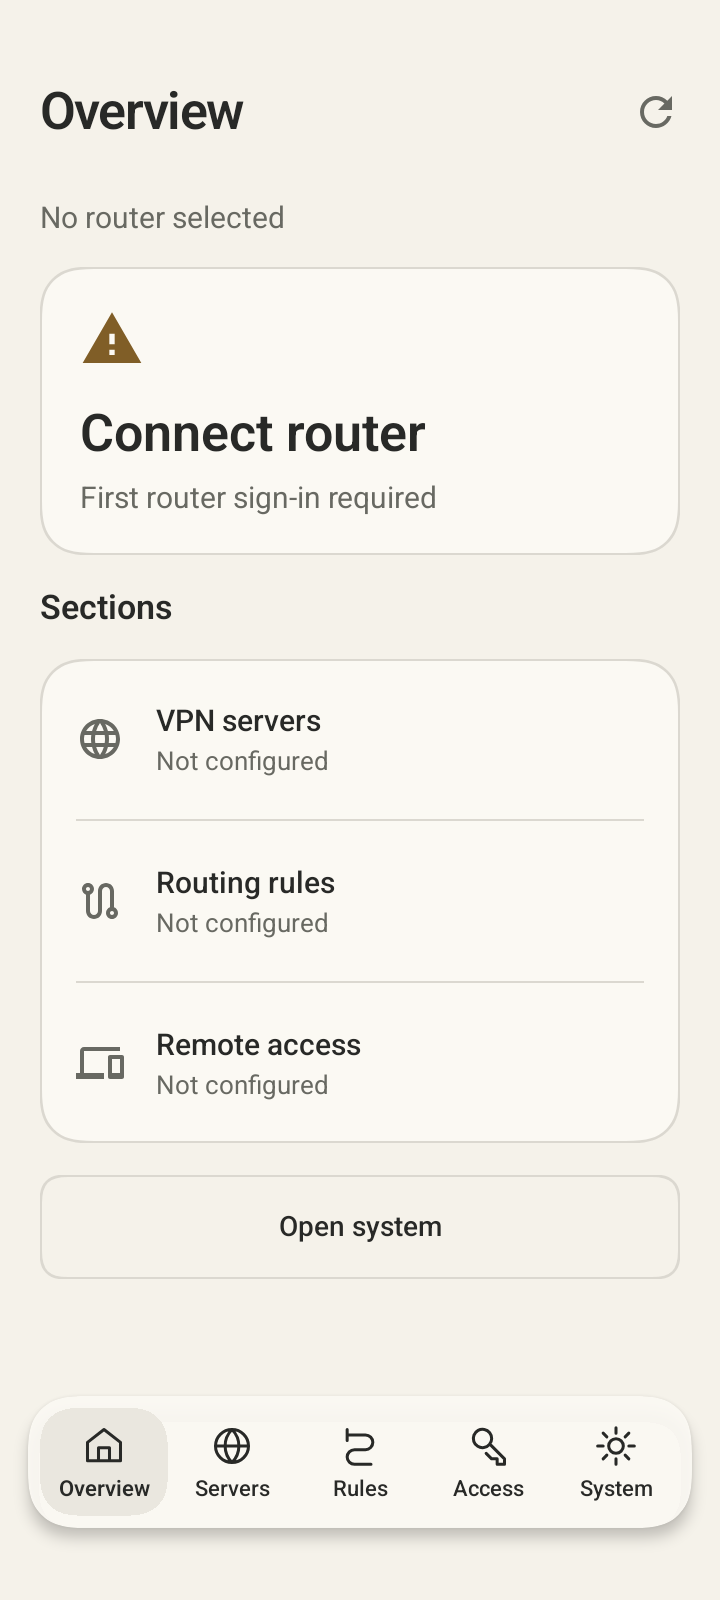 Overview
No router selected
Connect router
First router sign-in required
Sections
VPN servers
Not configured
Routing rules
Not configured
Remote access
Not configured
Open system
Overview
Servers
Rules
Access
System